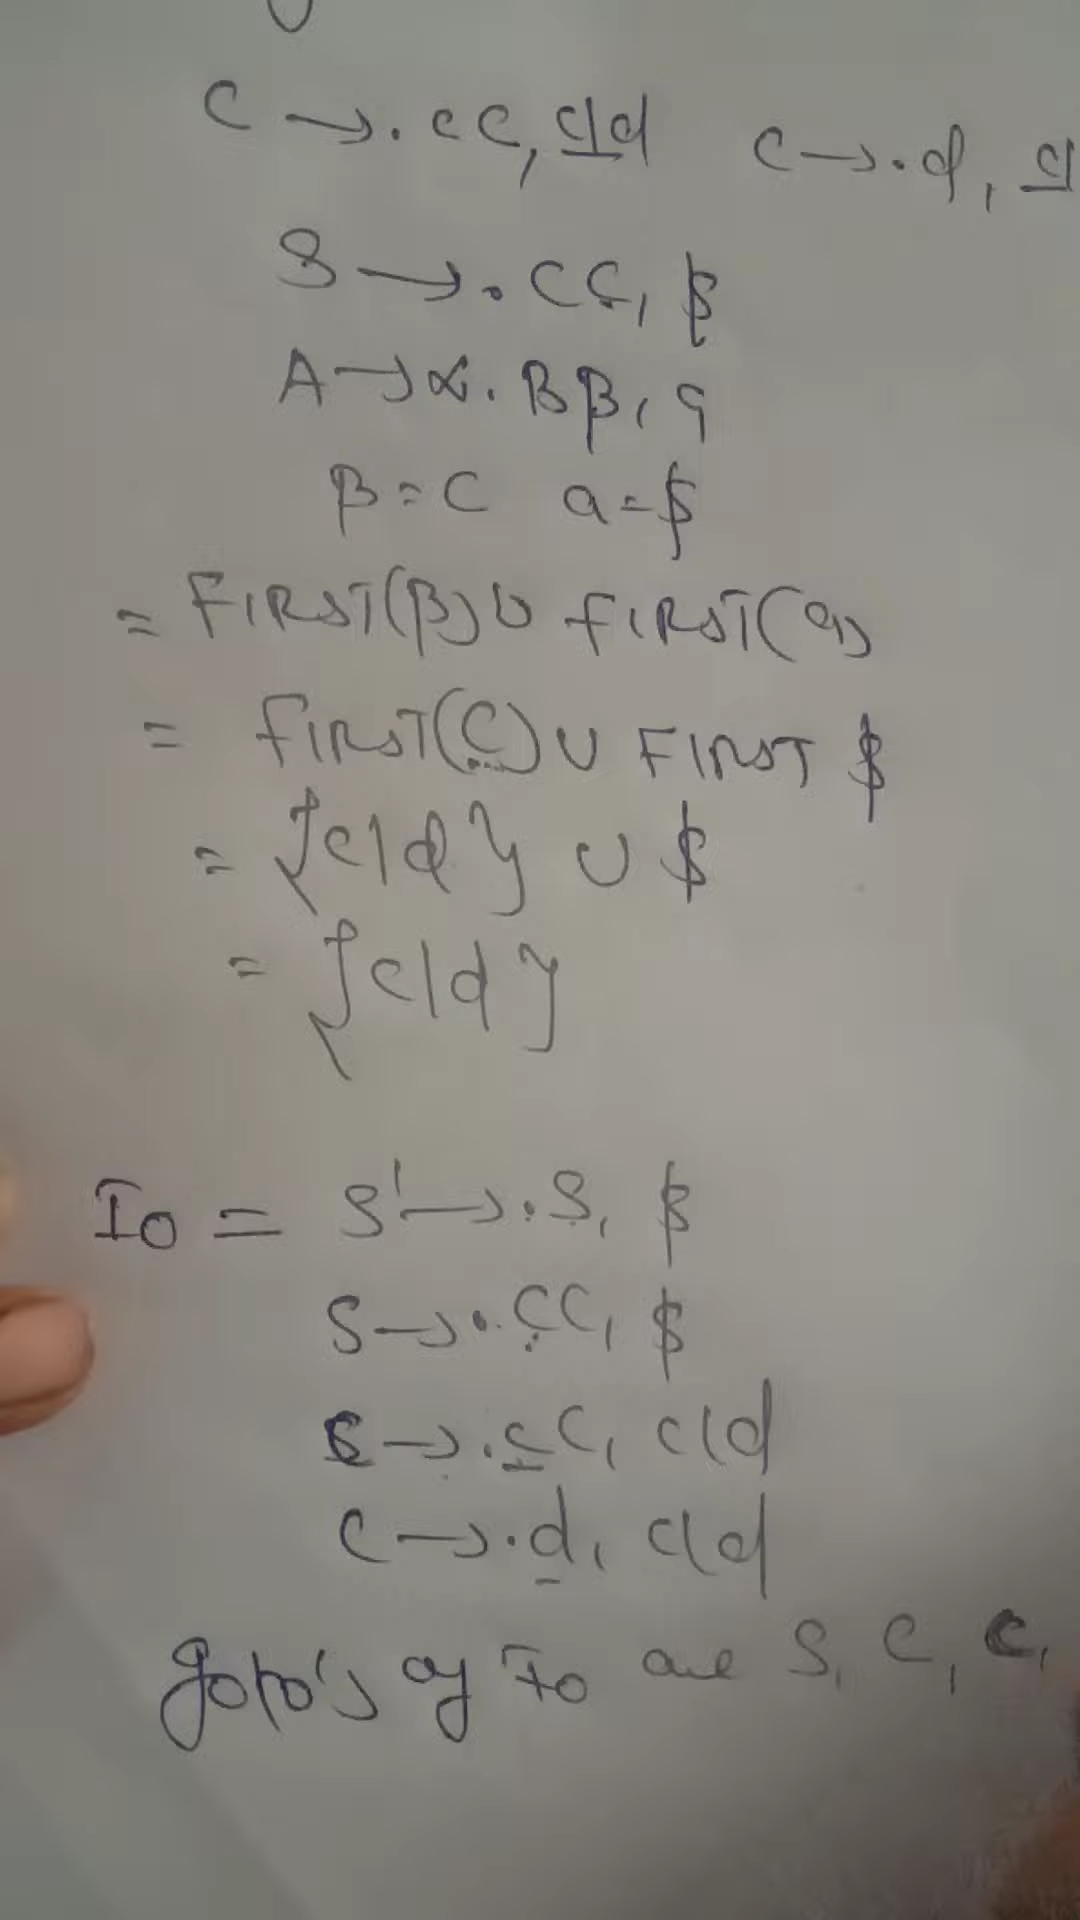 C → . cC, c|d    C → . d, c
S → . CC, $
A → α . Bβ, a
β = C   a = $
= FIRST(β) ∪ FIRST(a)
= FIRST(C) ∪ FIRST $
= {c|d} ∪ $
= {c|d}
I0 = S' → . S, $
S → . CC, $
C → . cC, c|d
C → . d, c|d
goto's of I0 are S, C, c,